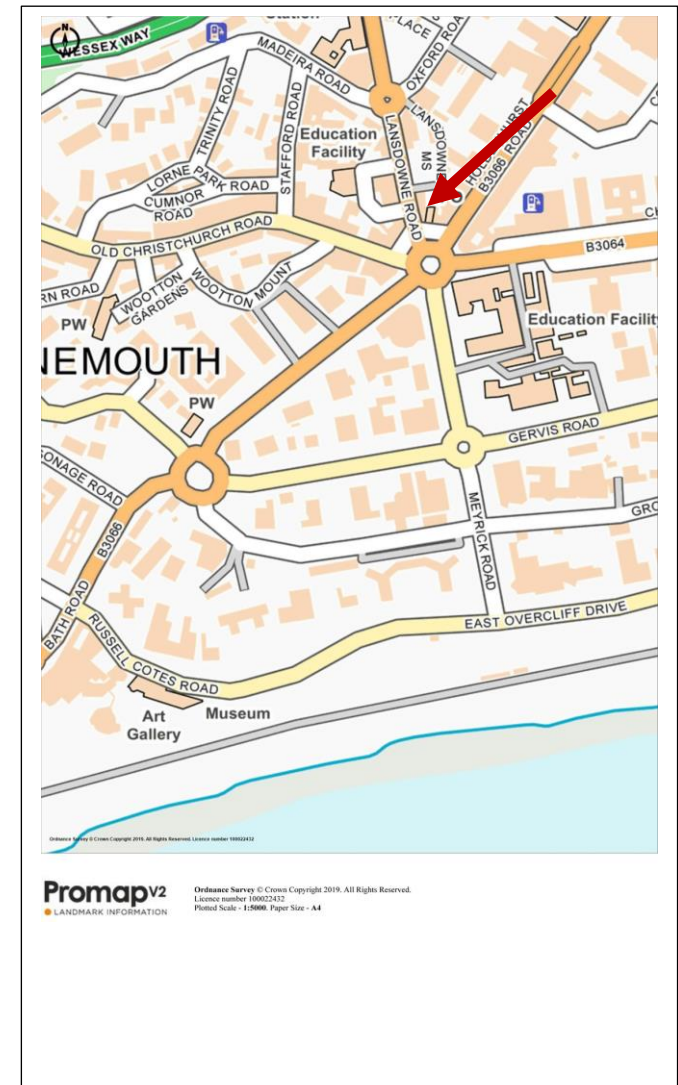 Station
N
WESSEX WAY
PLACE
OXFORD ROA
MADEIRA ROAD
TRINITY ROAD
STAFFORD ROAD
LANSDOWNE
MS
LANSDOWNE ROAD
B3066 ROAD
Education
Facility
LORNE PARK ROAD
CUMNOR
ROAD
OLD CHRISTCHURCH ROAD
B3064
RN ROAD
WOOTTON
GARDENS
WOOTTON MOUNT
PW
Education Facilit
NEMOUTH
PW
GERVIS ROAD
SONAGE ROAD
MEYRICK ROAD
GRO
B3066
BATH ROAD
EAST OVERCLIFF DRIVE
RUSSELL COTES ROAD
Art
Gallery
Museum
Ordnance Survey © Crown Copyright 2019. All Rights Reserved. Licence number 100022432
Promap V2
LANDMARK INFORMATION
Ordnance Survey © Crown Copyright 2019. All Rights Reserved.
Licence number 100022432
Plotted Scale - 1:5000. Paper Size - A4